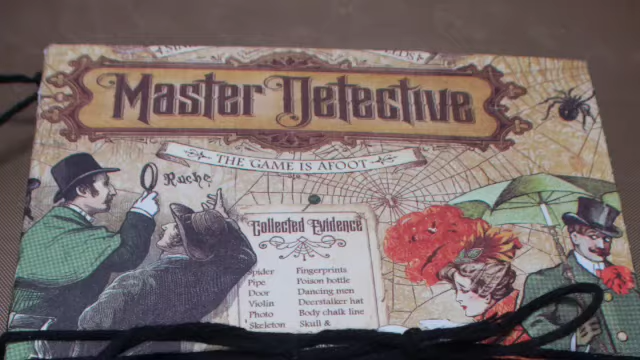 Master Detective
THE GAME IS AFOOT
Rache
Collected Evidence
Spider Fingerprints
Pipe Poison bottle
Door Dancing men
Violin Deerstalker hat
Photo Body chalk line
Skeleton Skull &